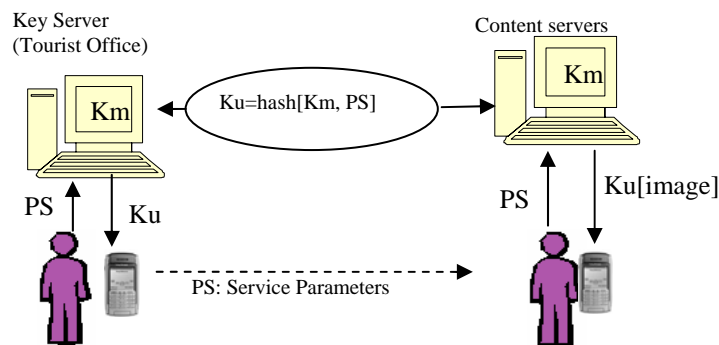 Key Server
(Tourist Office)
Content servers
Km
Ku=hash[Km, PS]
Km
PS
Ku
PS
Ku[image]
PS: Service Parameters